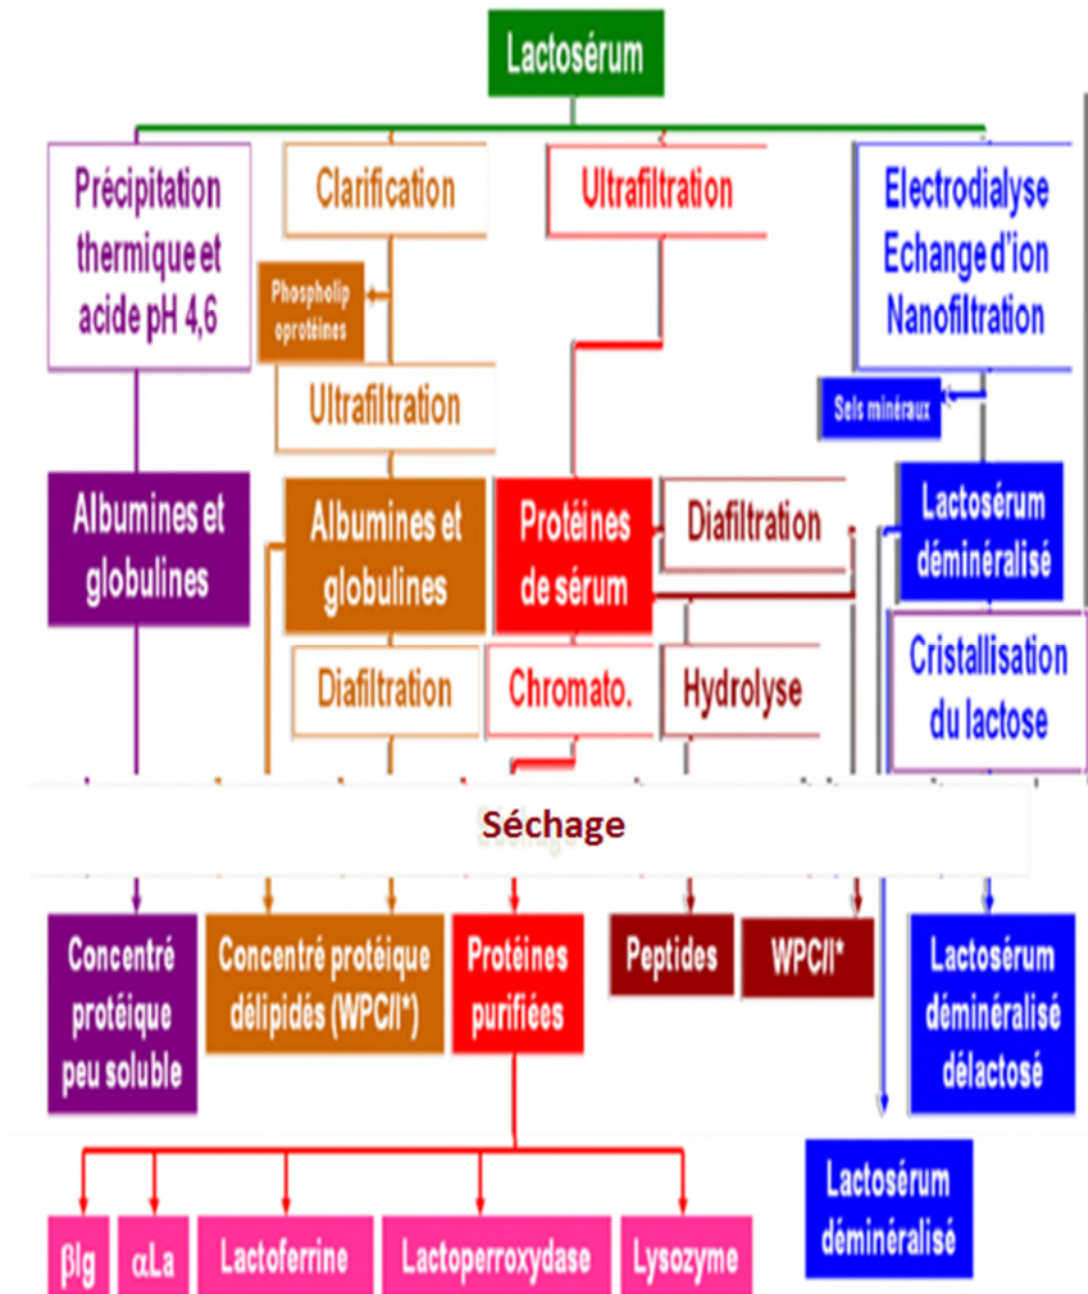 Lactosérum
Précipitation
thermique et
acide pH 4,6
Clarification
Ultrafiltration
Electrodialyse
Echange d'ion
Nanofiltration
Phospholip
oprotéines
Ultrafiltration
Sels minéraux
Albumines et
globulines
Albumines et
globulines
Protéines
de sérum
Diafiltration
Lactosérum
déminéralisé
Diafiltration
Chromato.
Hydrolyse
Cristallisation
du lactose
Séchage
Concentré
protéique
peu soluble
Concentré protéique
délipidés (WPC/I*)
Protéines
purifiées
Peptides
WPC/I*
Lactosérum
déminéralisé
délactosé
Lactosérum
déminéralisé
βlg
αLa
Lactoferrine
Lactoperroxydase
Lysozyme